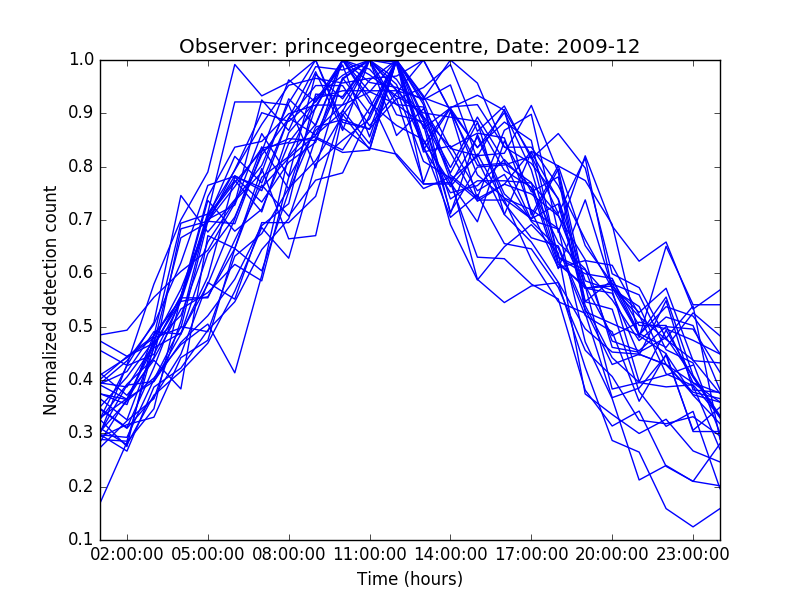 Observer: princegeorgecentre, Date: 2009-12
1.0
0.9
0.8
0.7
0.6
0.5
0.4
0.3
0.2
0.1
Normalized detection count
02:00:00 05:00:00 08:00:00 11:00:00 14:00:00 17:00:00 20:00:00 23:00:00
Time (hours)